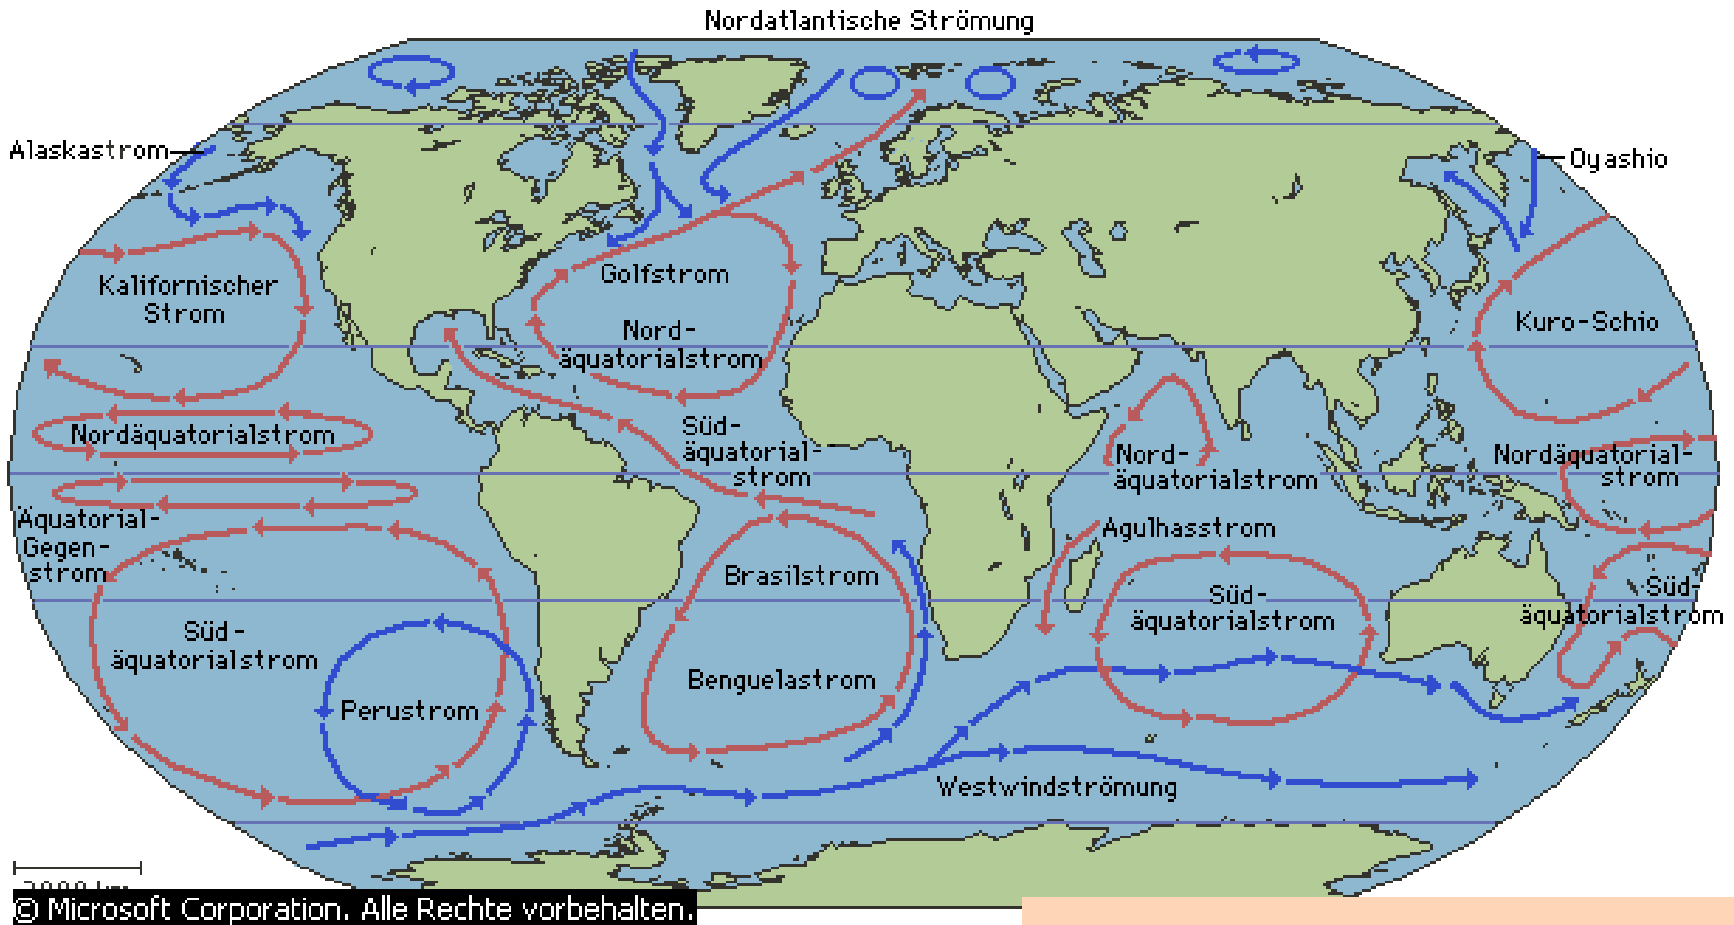 Nordatlantische Strömung
Alaskastrom
Oyashio
Kalifornischer
Strom
Golfstrom
Nord-
äquatorialstrom
Kuro-Schio
Nordäquatorialstrom
Süd-
äquatorial-
strom
Nord-
äquatorialstrom
Nordäquatorial-
strom
Äquatorial-
Gegen-
strom
Agulhasstrom
Brasilstrom
Süd-
äquatorialstrom
Süd-
äquatorialstrom
Süd-
äquatorialstrom
Benguelastrom
Perustrom
Westwindströmung
© Microsoft Corporation. Alle Rechte vorbehalten.